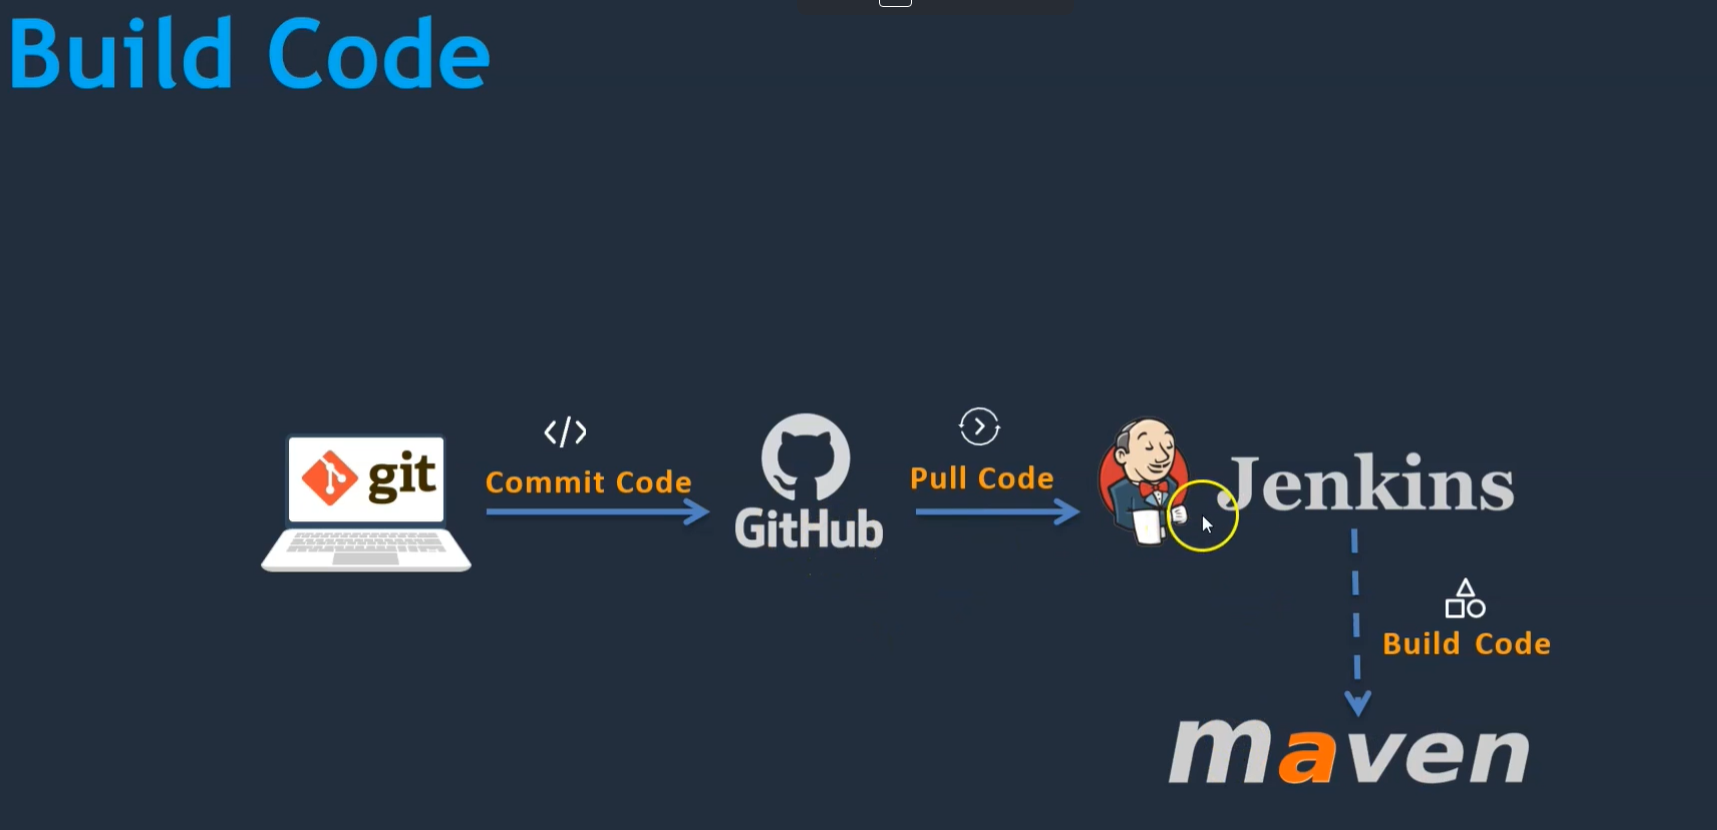 Build Code
git
Commit Code
GitHub
Pull Code
Jenkins
Build Code
maven